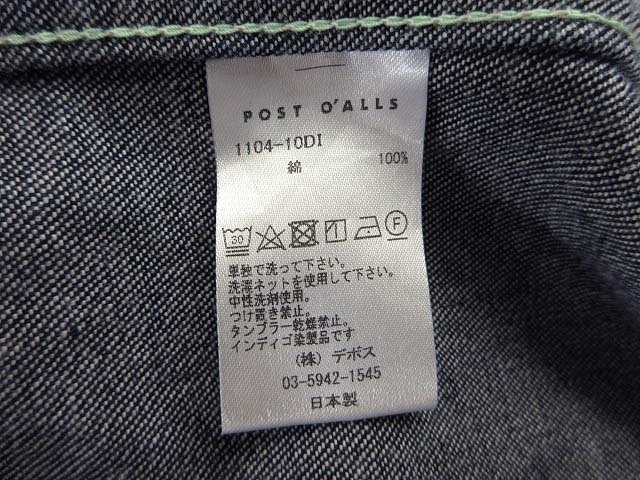 POST O'ALLS
1104-10DI
綿 100%
30 F
単独で洗って下さい。
洗濯ネットを使用して下さい。
中性洗剤使用。
つけ置き禁止。
タンブラー乾燥禁止。
インディゴ染製品です
（株）デボス
03-5942-1545
日本製